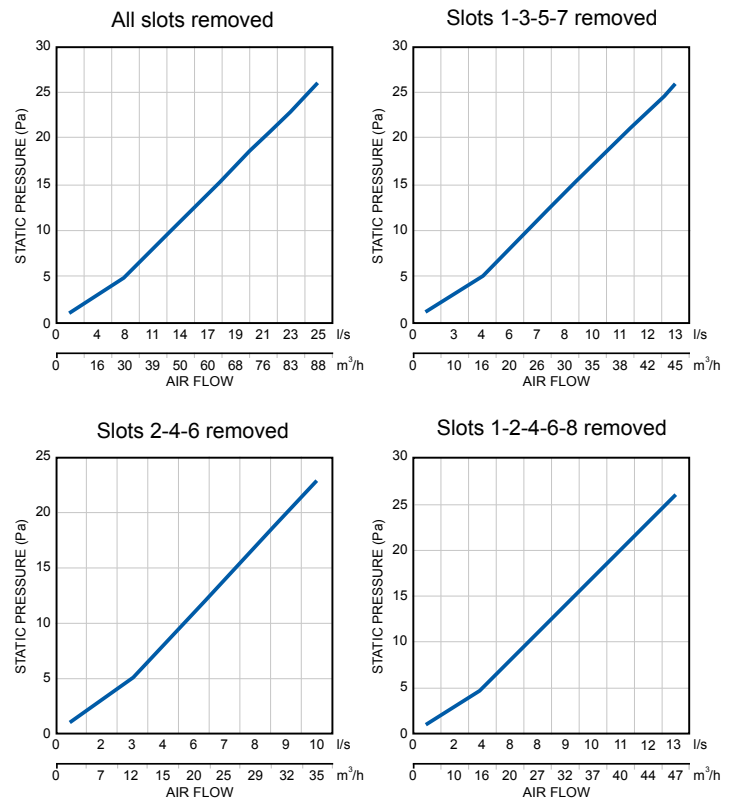 All slots removed
STATIC PRESSURE (Pa)
30
25
20
15
10
5
0
0 4 8 11 14 17 19 21 23 25 l/s
0 16 30 39 50 60 68 76 83 88 m³/h
AIR FLOW
Slots 1-3-5-7 removed
STATIC PRESSURE (Pa)
30
25
20
15
10
5
0
0 3 4 6 7 8 10 11 12 13 l/s
0 10 16 20 26 30 35 38 42 45 m³/h
AIR FLOW
Slots 2-4-6 removed
STATIC PRESSURE (Pa)
25
20
15
10
5
0
0 2 3 4 6 7 8 9 10 l/s
0 7 12 15 20 25 29 32 35 m³/h
AIR FLOW
Slots 1-2-4-6-8 removed
STATIC PRESSURE (Pa)
30
25
20
15
10
5
0
0 2 4 8 8 9 10 11 12 13 l/s
0 10 16 20 27 32 37 40 44 47 m³/h
AIR FLOW